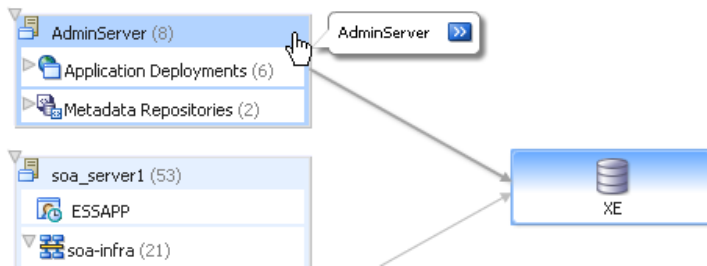 AdminServer (8)
AdminServer
Application Deployments (6)
Metadata Repositories (2)
soa_server1 (53)
XE
ESSAPP
soa-infra (21)